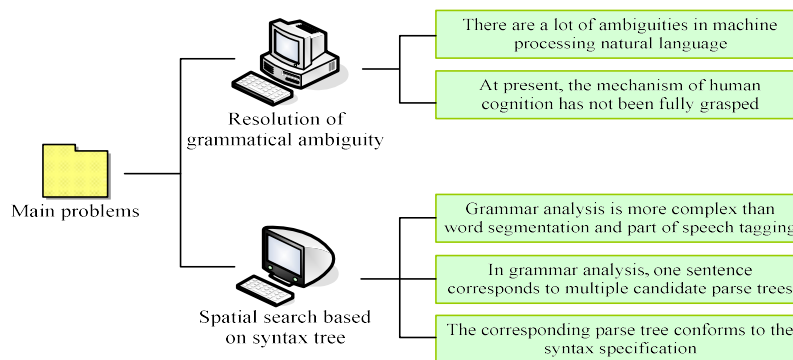 Main problems
Resolution of
grammatical ambiguity
There are a lot of ambiguities in machine
processing natural language
At present, the mechanism of human
cognition has not been fully grasped
Spatial search based
on syntax tree
Grammar analysis is more complex than
word segmentation and part of speech tagging
In grammar analysis, one sentence
corresponds to multiple candidate parse trees
The corresponding parse tree conforms to the
syntax specification